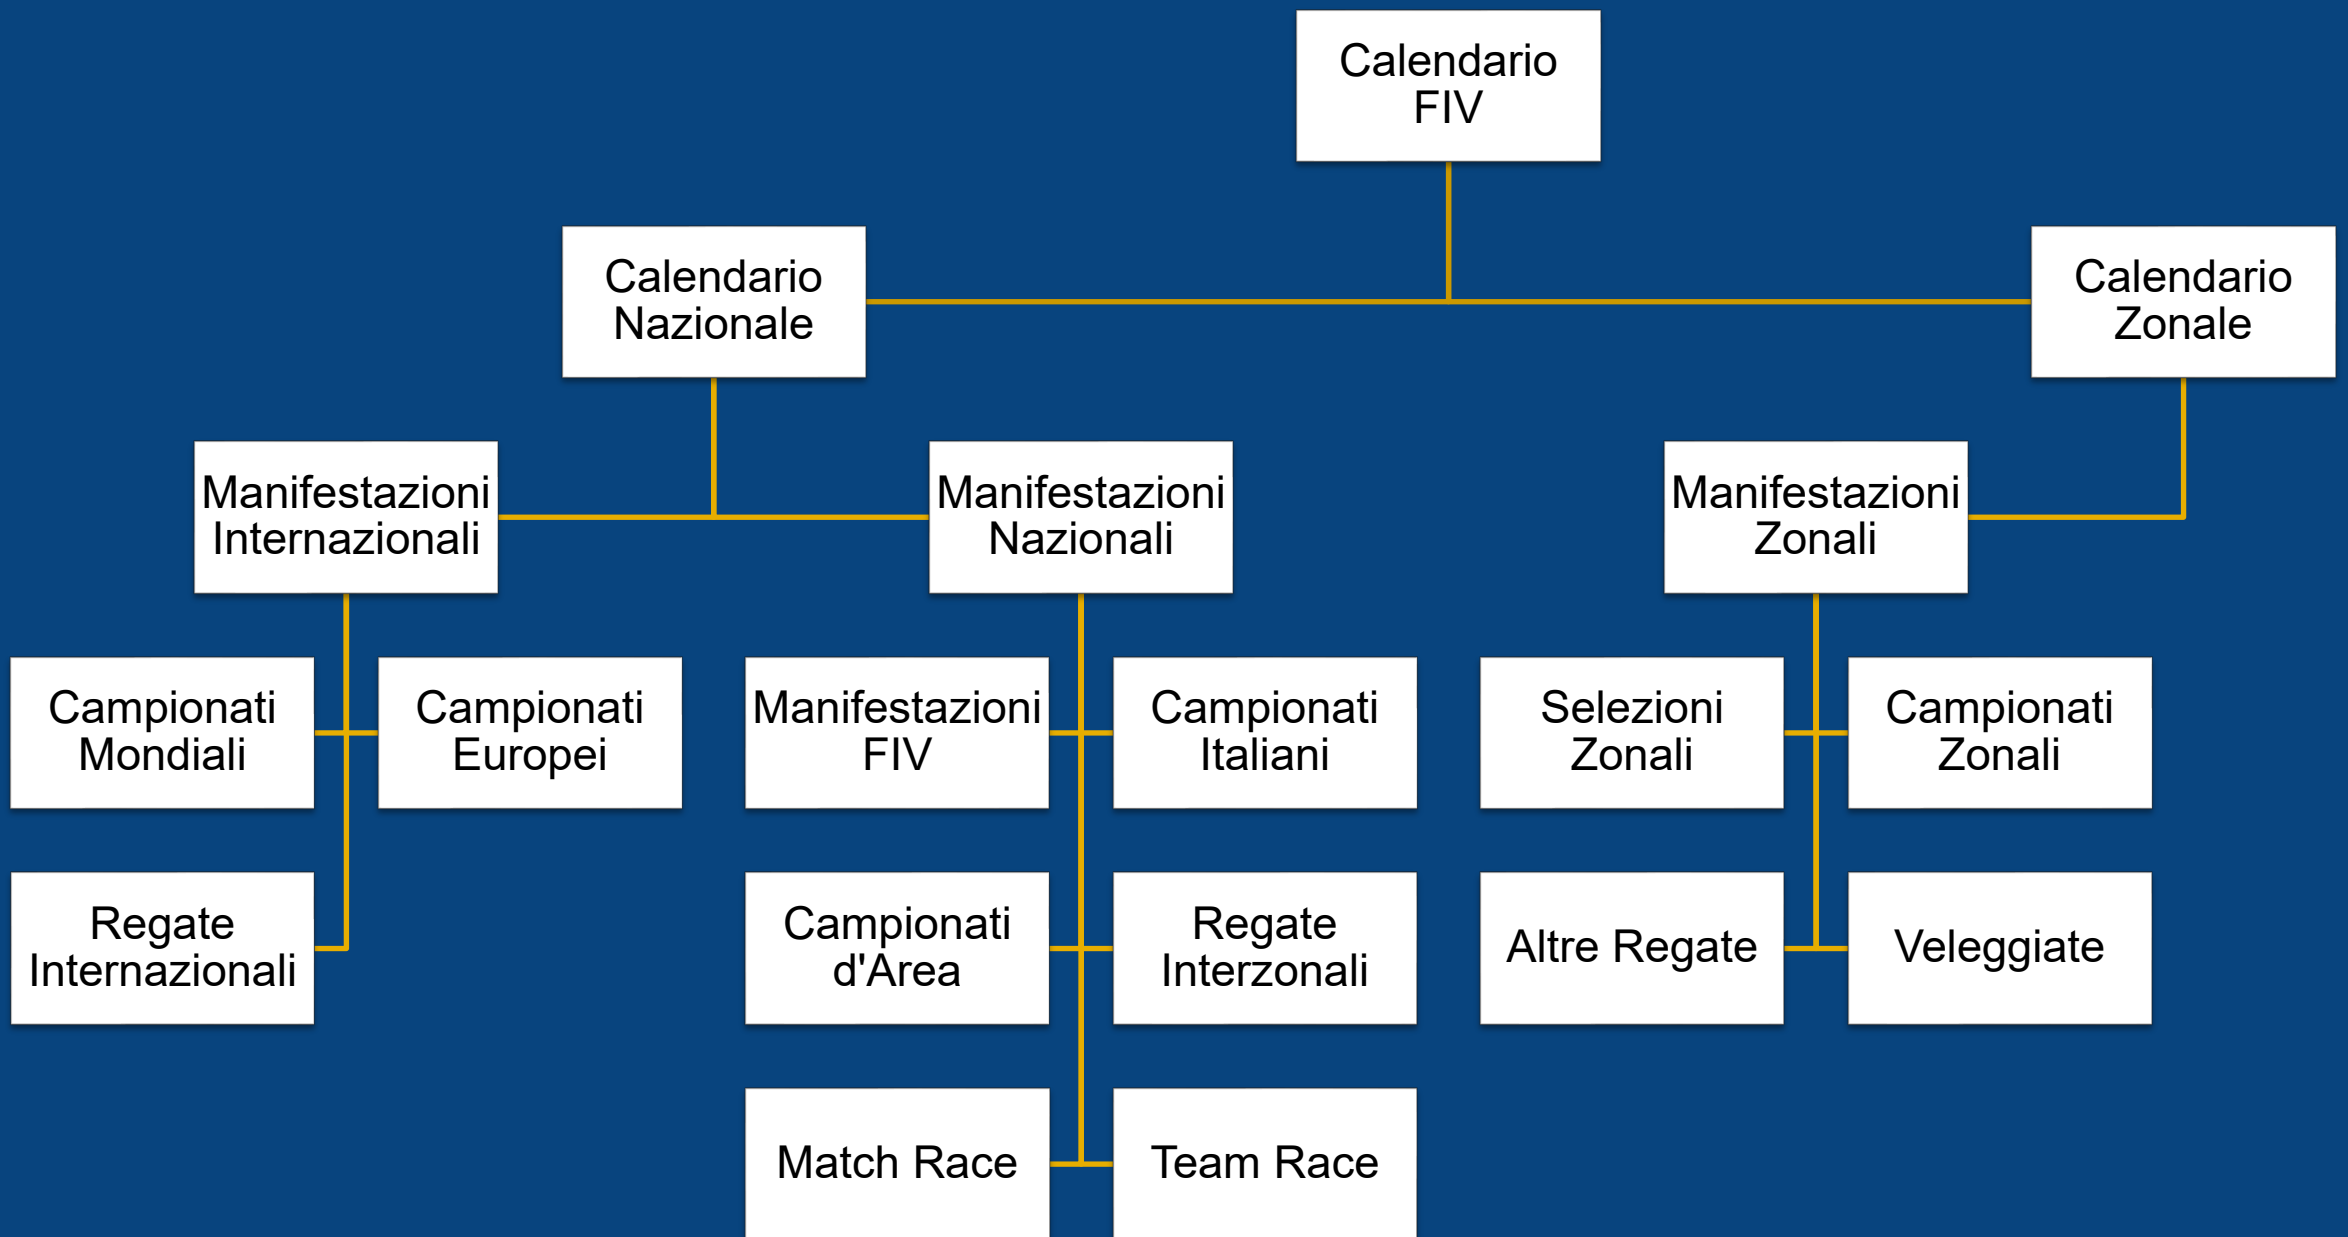 Calendario
FIV
Calendario
Nazionale
Calendario
Zonale
Manifestazioni
Internazionali
Manifestazioni
Nazionali
Manifestazioni
Zonali
Campionati
Mondiali
Campionati
Europei
Manifestazioni
FIV
Campionati
Italiani
Selezioni
Zonali
Campionati
Zonali
Regate
Internazionali
Campionati
d'Area
Regate
Interzonali
Altre Regate
Veleggiate
Match Race
Team Race